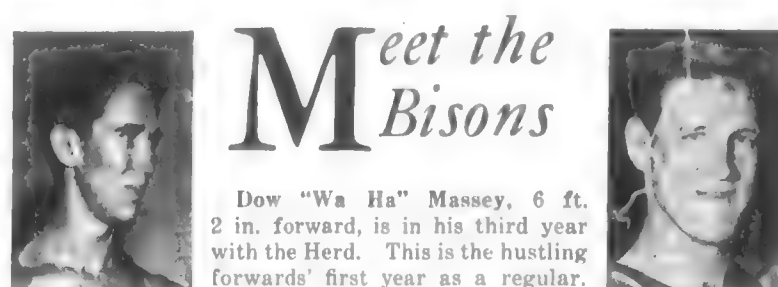 Meet the
Bisons
Dow "Wa Ha" Massey, 6 ft.
2 in. forward, is in his third year
with the Herd. This is the hustling
forwards' first year as a regular.